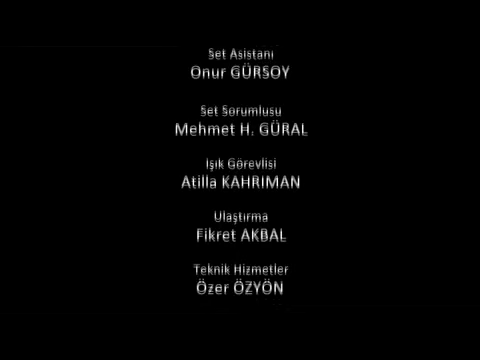 Set Asistanı
Onur GÜRSOY
Set Sorumlusu
Mehmet H. GÜRAL
Işık Görevlisi
Atilla KAHRIMAN
Ulaştırma
Fikret AKBAL
Teknik Hizmetler
Özer ÖZYÖN